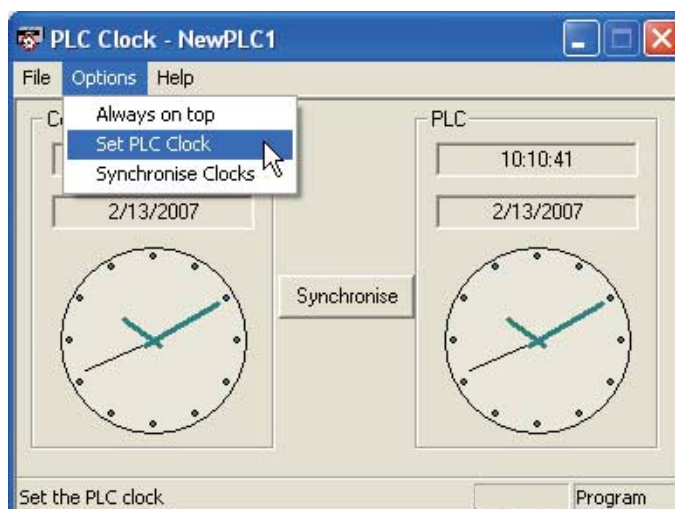 PLC Clock - NewPLC1
File Options Help
Always on top
Set PLC Clock
Synchronise Clocks
PLC
10:10:41
2/13/2007
2/13/2007
Synchronise
Set the PLC clock
Program